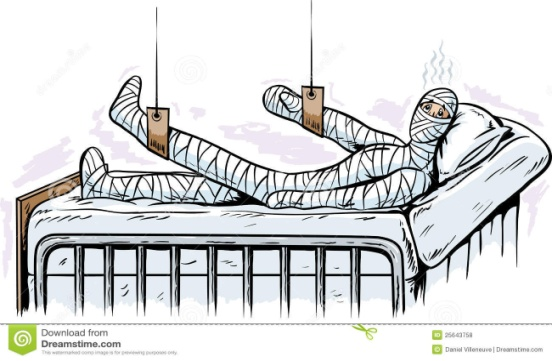 Download from
Dreamstime.com
This watermarked comp image is for previewing purposes only.
25643758
Daniel Villeneuve | Dreamstime.com